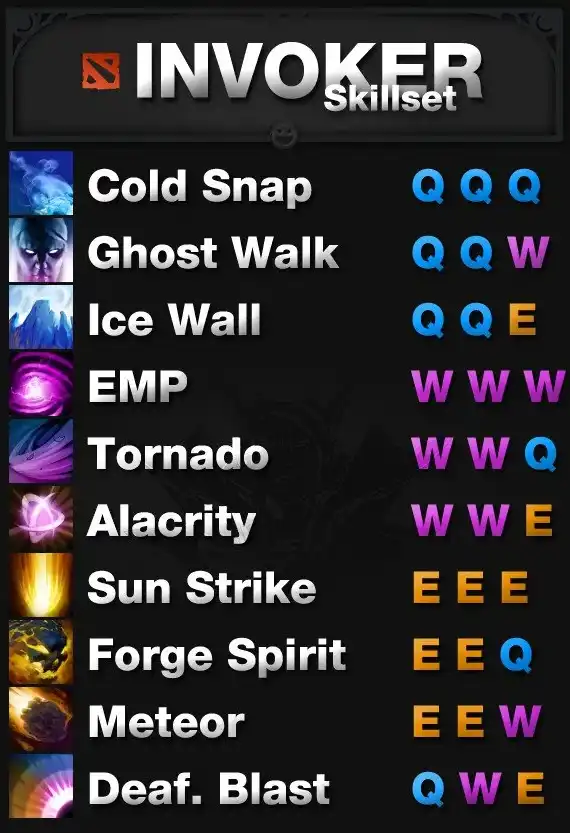 INVOKER
Skillset
Cold Snap Q Q Q
Ghost Walk Q Q W
Ice Wall Q Q E
EMP W W W
Tornado W W Q
Alacrity W W E
Sun Strike E E E
Forge Spirit E E Q
Meteor E E W
Deaf. Blast Q W E